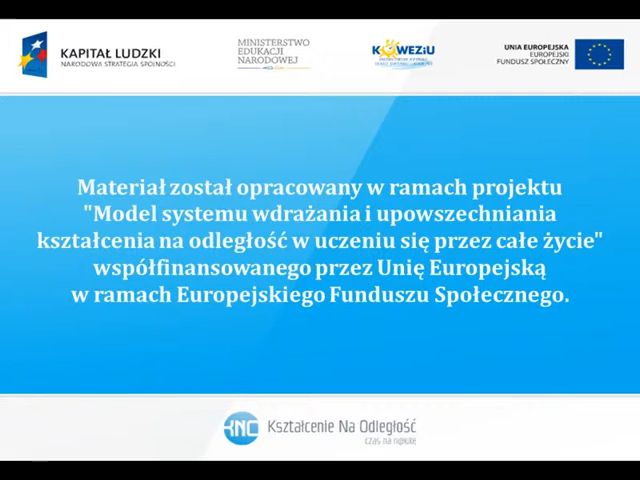 KAPITAŁ LUDZKI
NARODOWA STRATEGIA SPÓJNOŚCI
MINISTERSTWO
EDUKACJI
NARODOWEJ
KOWEZiU
UNIA EUROPEJSKA
EUROPEJSKI
FUNDUSZ SPOŁECZNY
Materiał został opracowany w ramach projektu
"Model systemu wdrażania i upowszechniania
kształcenia na odległość w uczeniu się przez całe życie"
współfinansowanego przez Unię Europejską
w ramach Europejskiego Funduszu Społecznego.
KNO Kształcenie Na Odległość
czas na naukę